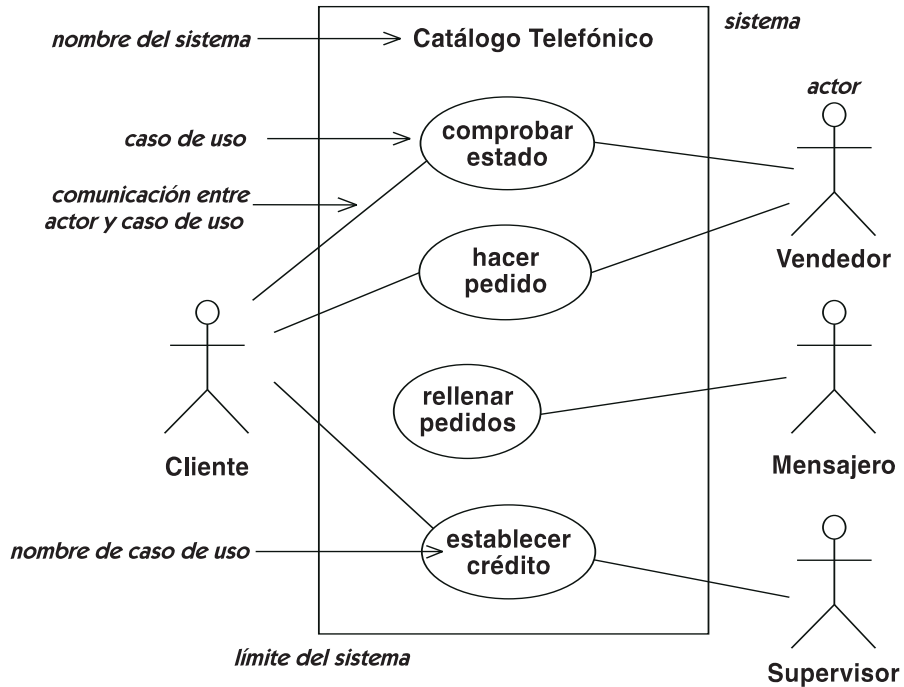 nombre del sistema
Catálogo Telefónico
sistema
actor
caso de uso
comprobar
estado
comunicación entre
actor y caso de uso
hacer
pedido
Vendedor
rellenar
pedidos
Cliente
Mensajero
nombre de caso de uso
establecer
crédito
límite del sistema
Supervisor